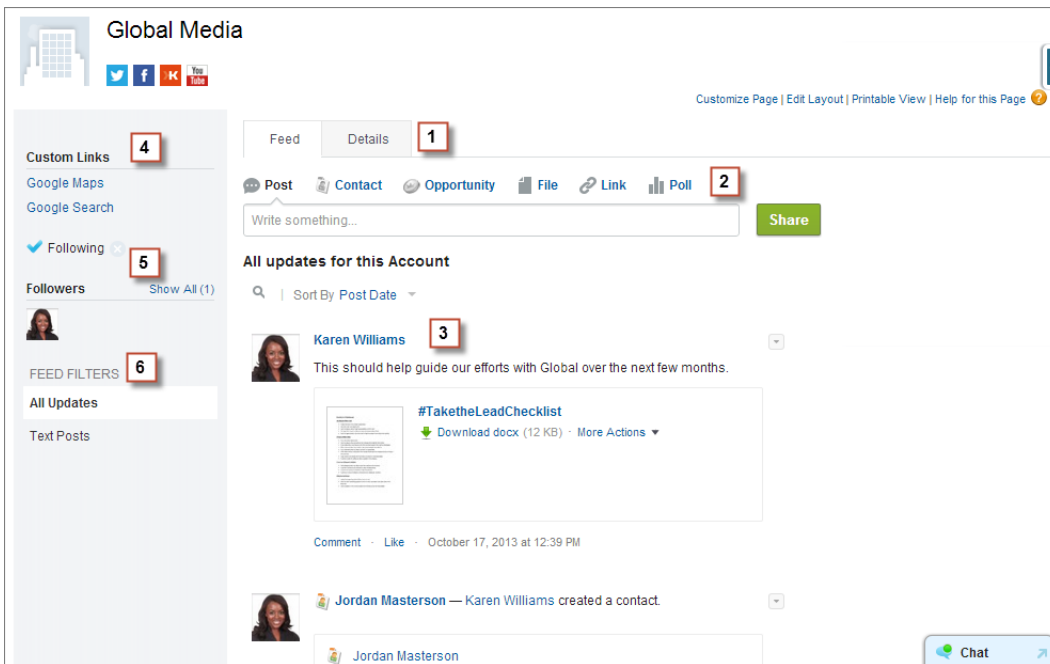 Global Media
You Tube
Customize Page | Edit Layout | Printable View | Help for this Page ?
Feed Details 1
4
Custom Links
Google Maps
Google Search
Following
5
Followers Show All (1)
6
FEED FILTERS
All Updates
Text Posts
Post Contact Opportunity File Link Poll 2
Write something... Share
All updates for this Account
Sort By Post Date
Karen Williams 3
This should help guide our efforts with Global over the next few months.
#TaketheLeadChecklist
Download docx (12 KB) · More Actions
Comment · Like · October 17, 2013 at 12:39 PM
Jordan Masterson — Karen Williams created a contact.
Jordan Masterson
Chat